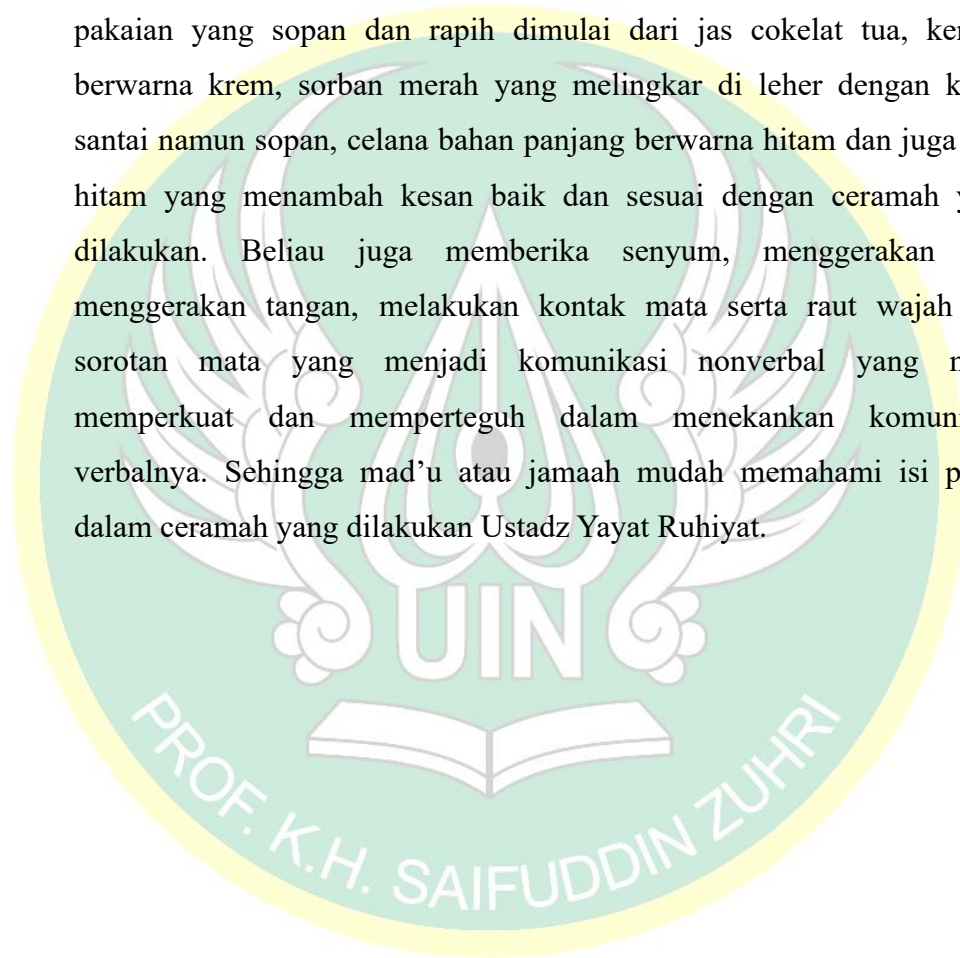 pakaian yang sopan dan rapih dimulai dari jas cokelat tua,
berwarna krem, sorban merah yang melingkar di leher dengan
santai namun sopan, celana bahan panjang berwarna hitam dan juga
hitam yang menambah kesan baik dan sesuai dengan ceramah
dilakukan. Beliau juga memberika senyum, menggerakan
menggerakan tangan, melakukan kontak mata serta raut wajah
sorotan mata yang menjadi komunikasi nonverbal yang
memperkuat dan memperteguh dalam menekankan
verbalnya. Sehingga mad’u atau jamaah mudah memahami isi
dalam ceramah yang dilakukan Ustadz Yayat Ruhiyat.
UIN
PROF. K.H. SAIFUDDIN ZUHRI